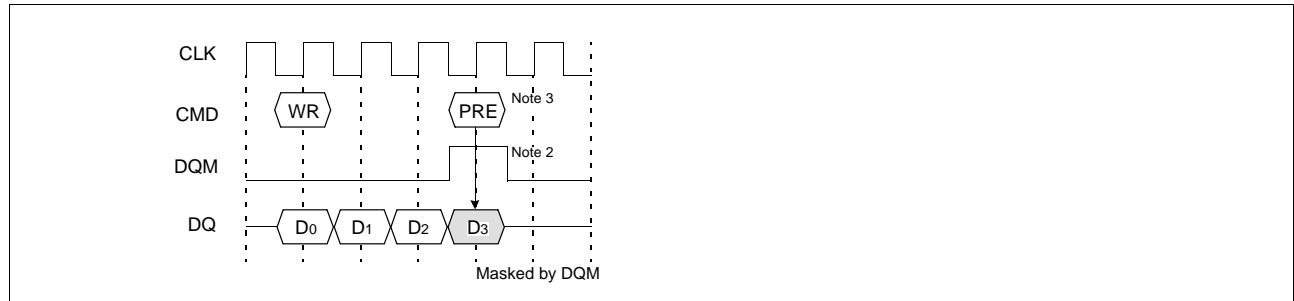 CLK
CMD WR PRE Note 3
DQM Note 2
DQ D0 D1 D2 D3
Masked by DQM